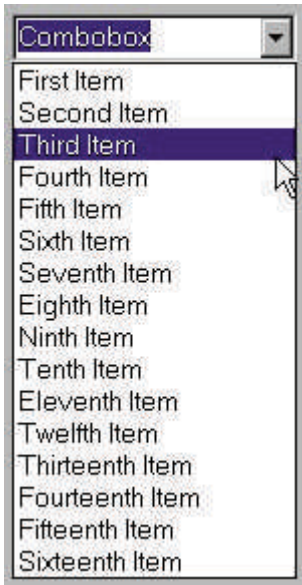 Combobox
First Item
Second Item
Third Item
Fourth Item
Fifth Item
Sixth Item
Seventh Item
Eighth Item
Ninth Item
Tenth Item
Eleventh Item
Twelfth Item
Thirteenth Item
Fourteenth Item
Fifteenth Item
Sixteenth Item